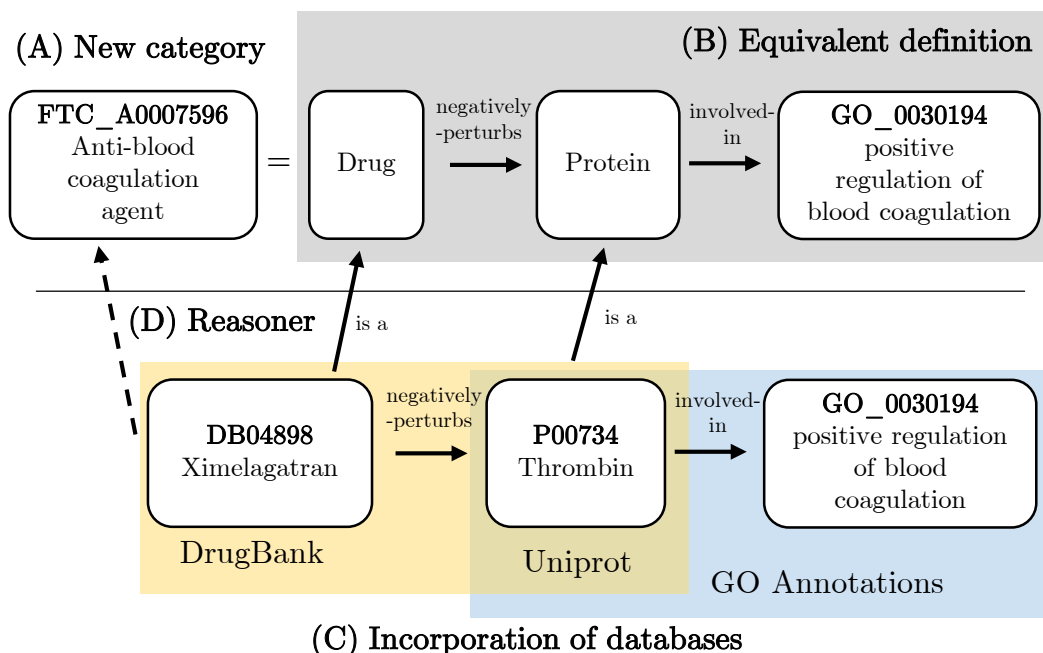 (A) New category
(B) Equivalent definition
FTC_A0007596
Anti-blood
coagulation
agent
=
Drug
negatively
-perturbs
Protein
involved-
in
GO_0030194
positive
regulation of
blood coagulation
(D) Reasoner
is a
is a
DB04898
Ximelagatran
negatively
-perturbs
P00734
Thrombin
involved-
in
GO_0030194
positive regulation
of blood
coagulation
DrugBank
Uniprot
GO Annotations
(C) Incorporation of databases